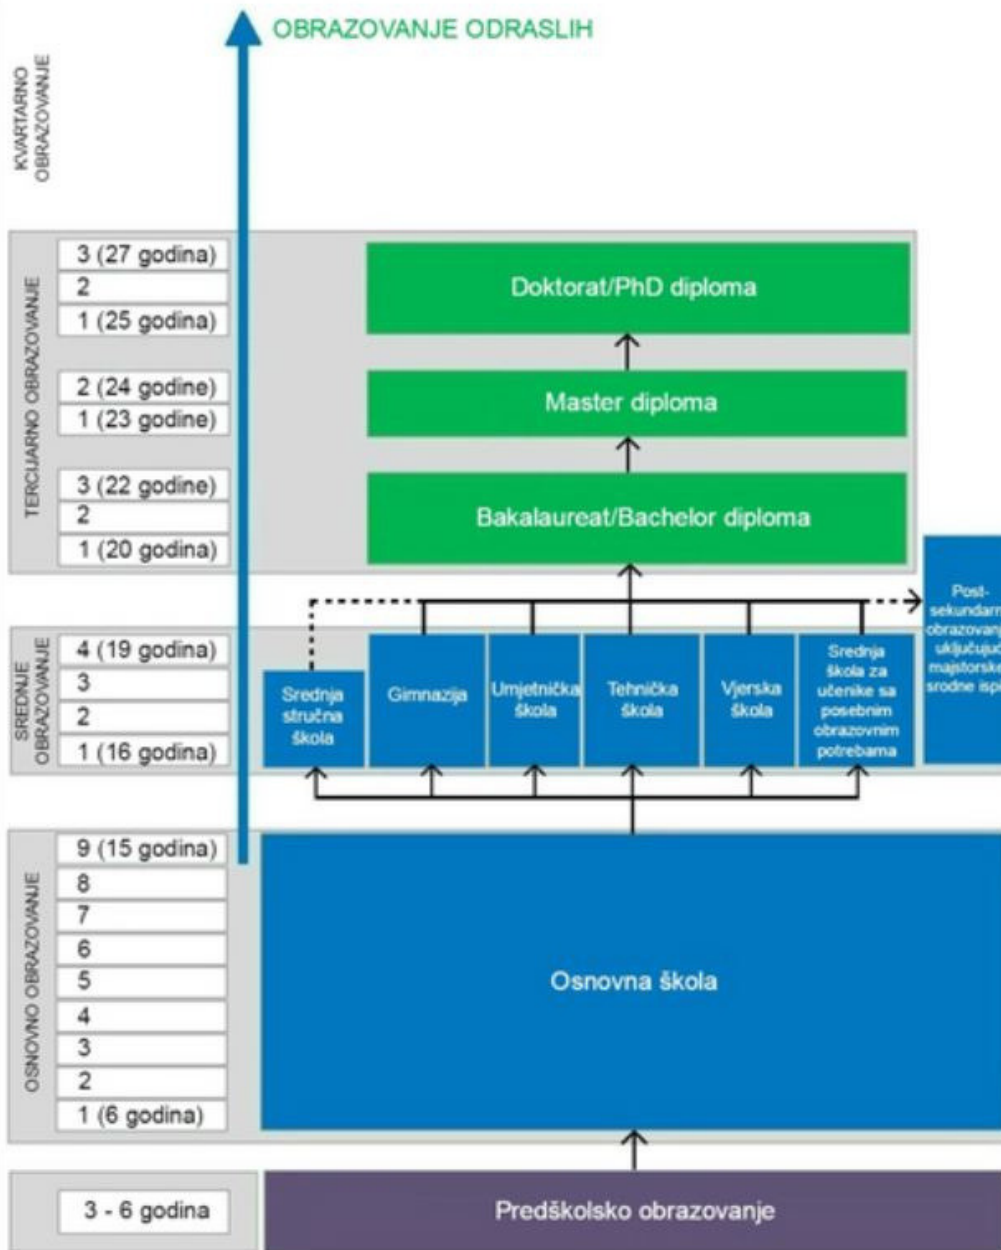 OBRAZOVANJE ODRASLIH
KVARTARNO
OBRAZOVANJE
TERCIJARNO OBRAZOVANJE
3 (27 godina)
2
1 (25 godina)
Doktorat/PhD diploma
2 (24 godine)
1 (23 godine)
Master diploma
3 (22 godine)
2
1 (20 godina)
Bakalaureat/Bachelor diploma
SREDNJE
OBRAZOVANJE
4 (19 godina)
3
2
1 (16 godina)
Srednja
stručna
škola
Gimnazija
Umjetnička
škola
Tehnička
škola
Vjerska
škola
Srednja
škola za
učenike sa
posebnim
obrazovnim
potrebama
Post-
sekundarn
obrazovanj
uključujuć
majstorske
srodne ispi
OSNOVNO OBRAZOVANJE
9 (15 godina)
8
7
6
5
4
3
2
1 (6 godina)
Osnovna škola
3 - 6 godina
Predškolsko obrazovanje